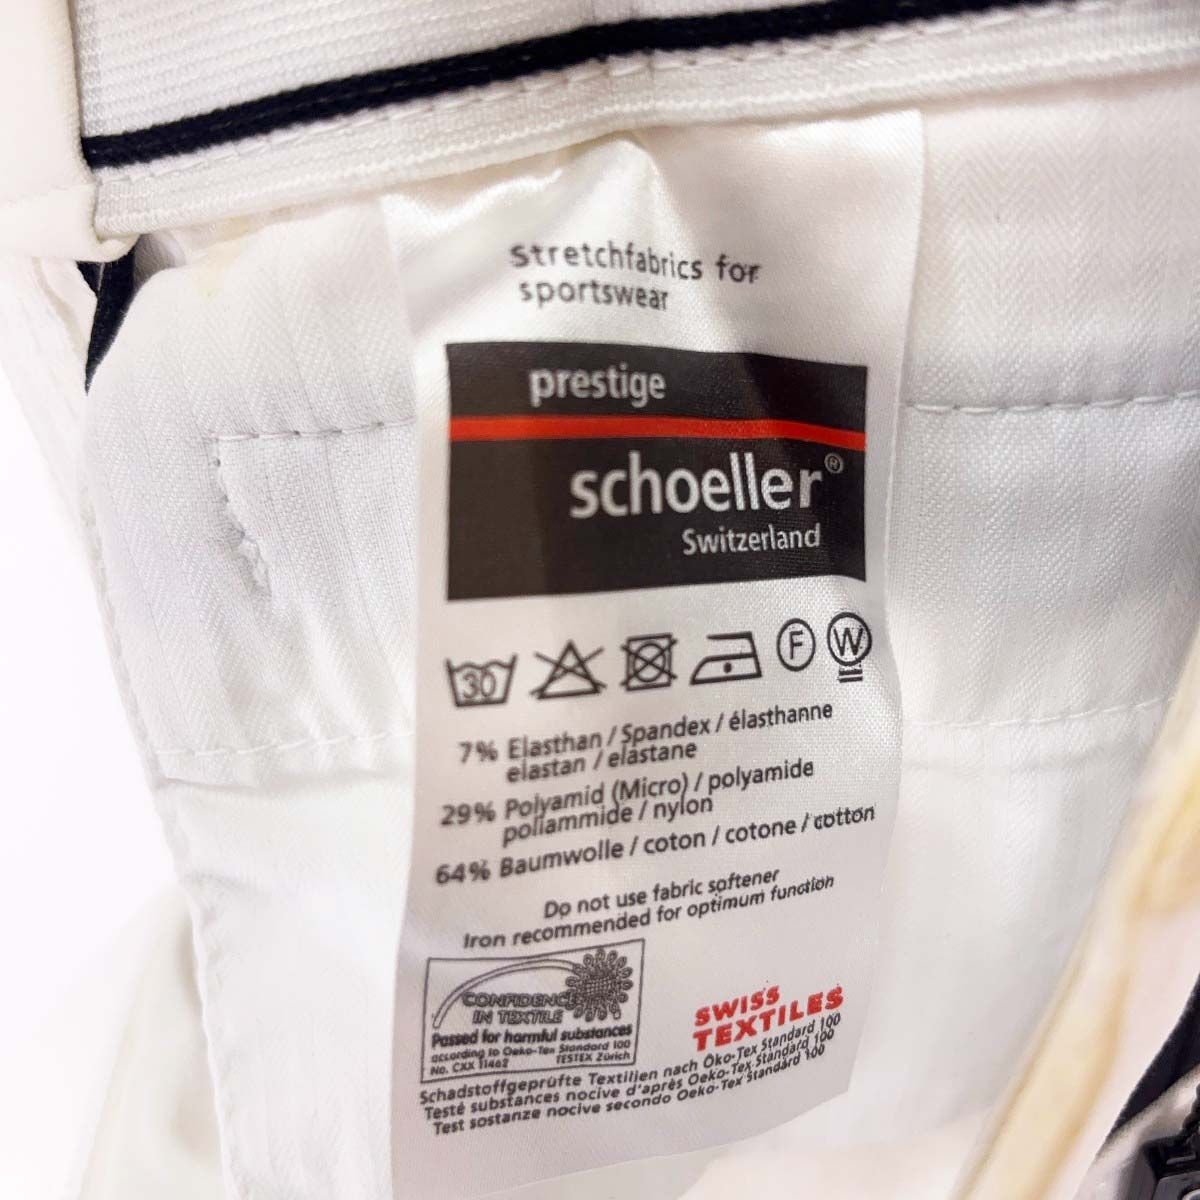 Stretchfabrics for
sportswear
prestige
schoeller®
Switzerland
30
F
W
7% Elasthan / Spandex / élasthanne
elastan / elastane
29% Polyamid (Micro) / polyamide
poliammide / nylon
64% Baumwolle / coton / cotone / cotton
Do not use fabric softener
Iron recommended for optimum function
CONFIDENCE
IN TEXTILE
Passed for harmful substances
according to Oeko-Tex Standard 100
No. CXX 11462 TESTEX Zürich
SWISS
TEXTILES
Schadstoffgeprüfte Textilien nach Öko-Tex Standard 100
Testé substances nocive d'après Oeko-Tex Standard 100
Test sostanze nocive secondo Oeko-Tex Standard 100